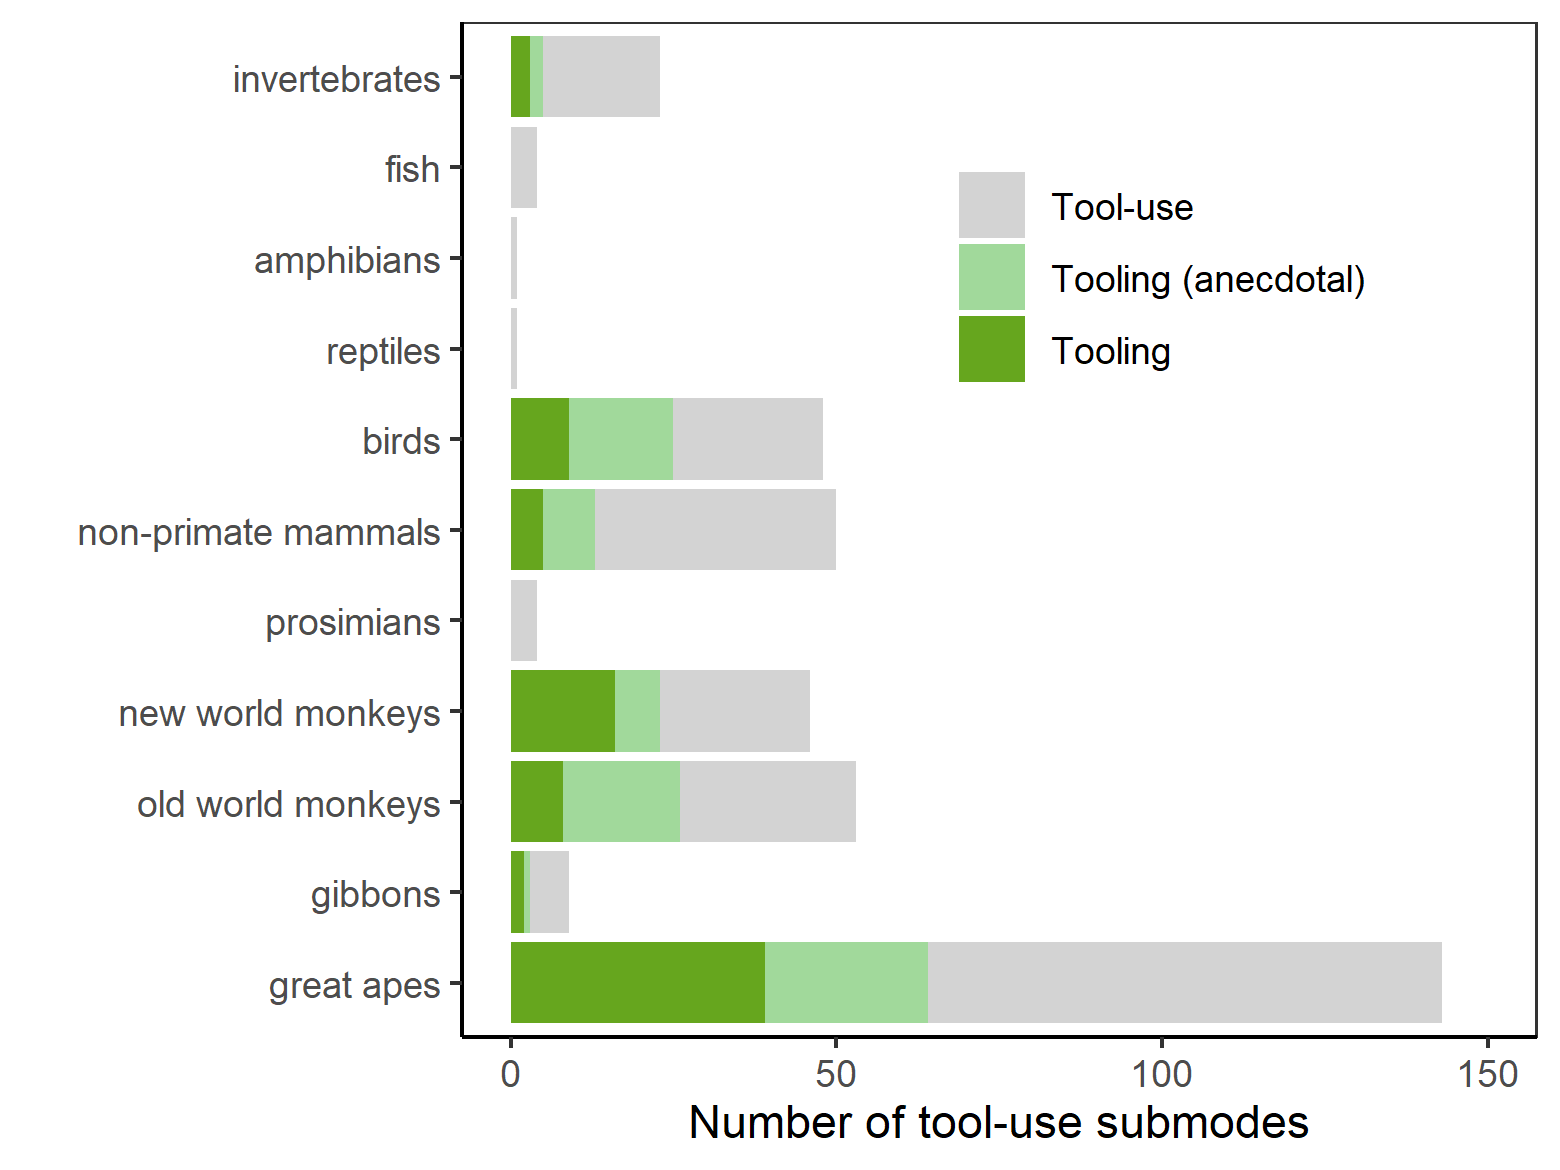 invertebrates
fish
amphibians
reptiles
birds
non-primate mammals
prosimians
new world monkeys
old world monkeys
gibbons
great apes
Tool-use
Tooling (anecdotal)
Tooling
0 50 100 150
Number of tool-use submodes